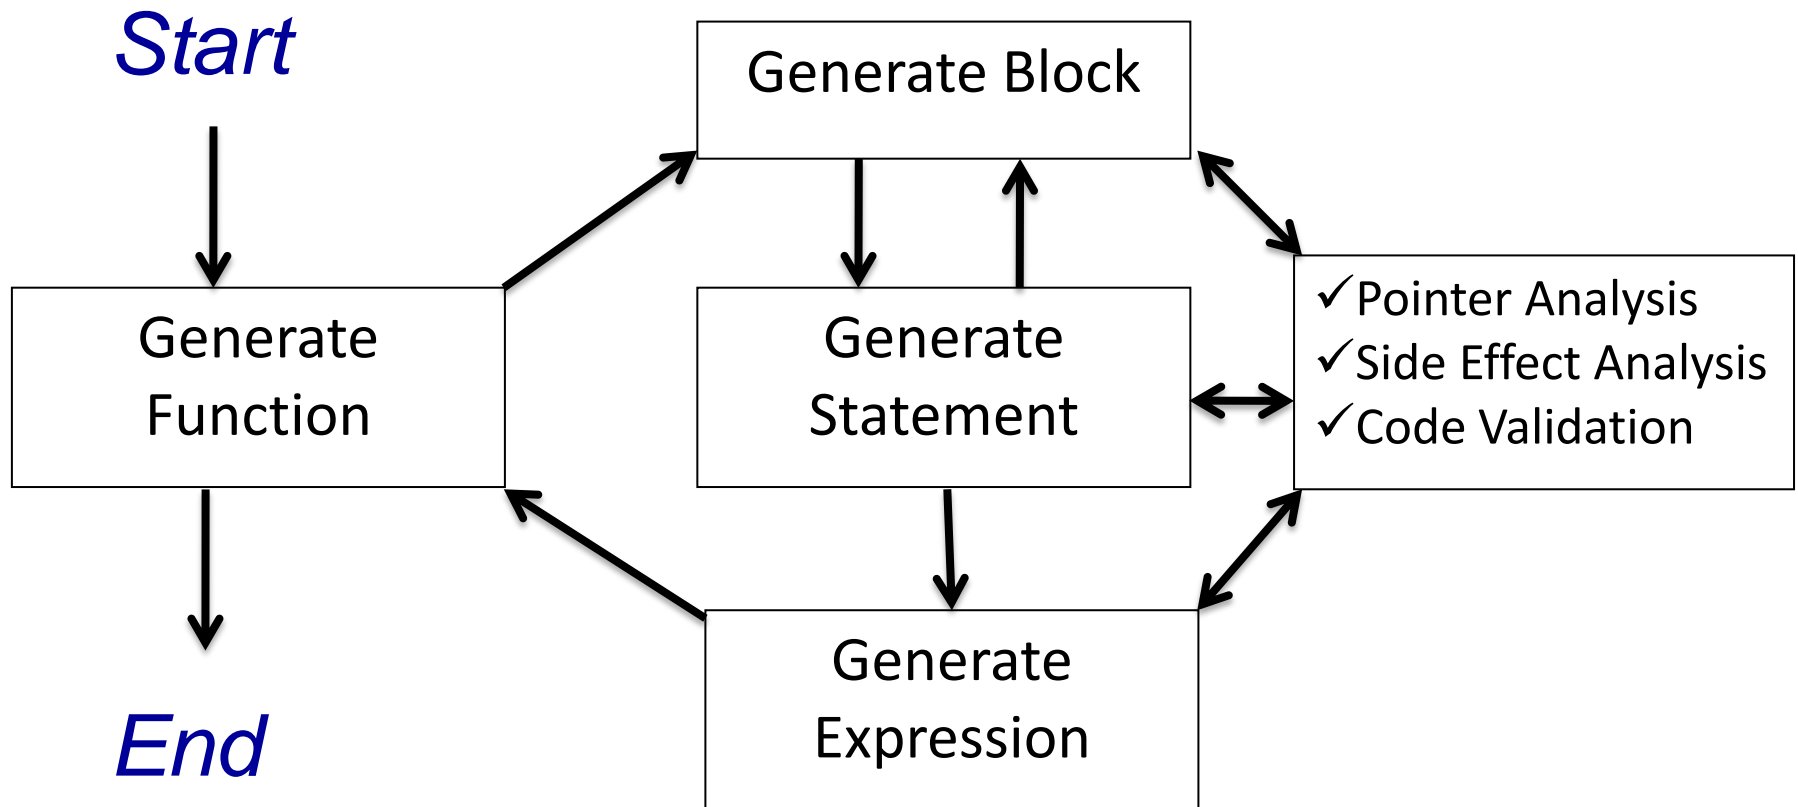 Start
Generate Block
Generate
Function
Generate
Statement
✓Pointer Analysis
✓Side Effect Analysis
✓Code Validation
Generate
Expression
End